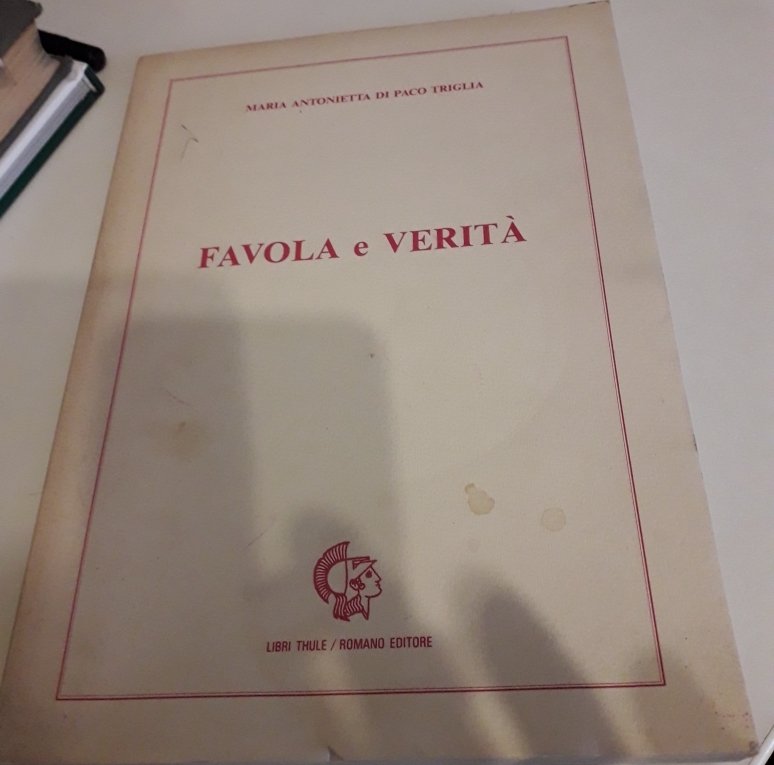 MARIA ANTONIETTA DI PACO TRIGLIA
FAVOLA e VERITÀ
LIBRI THULE / ROMANO EDITORE